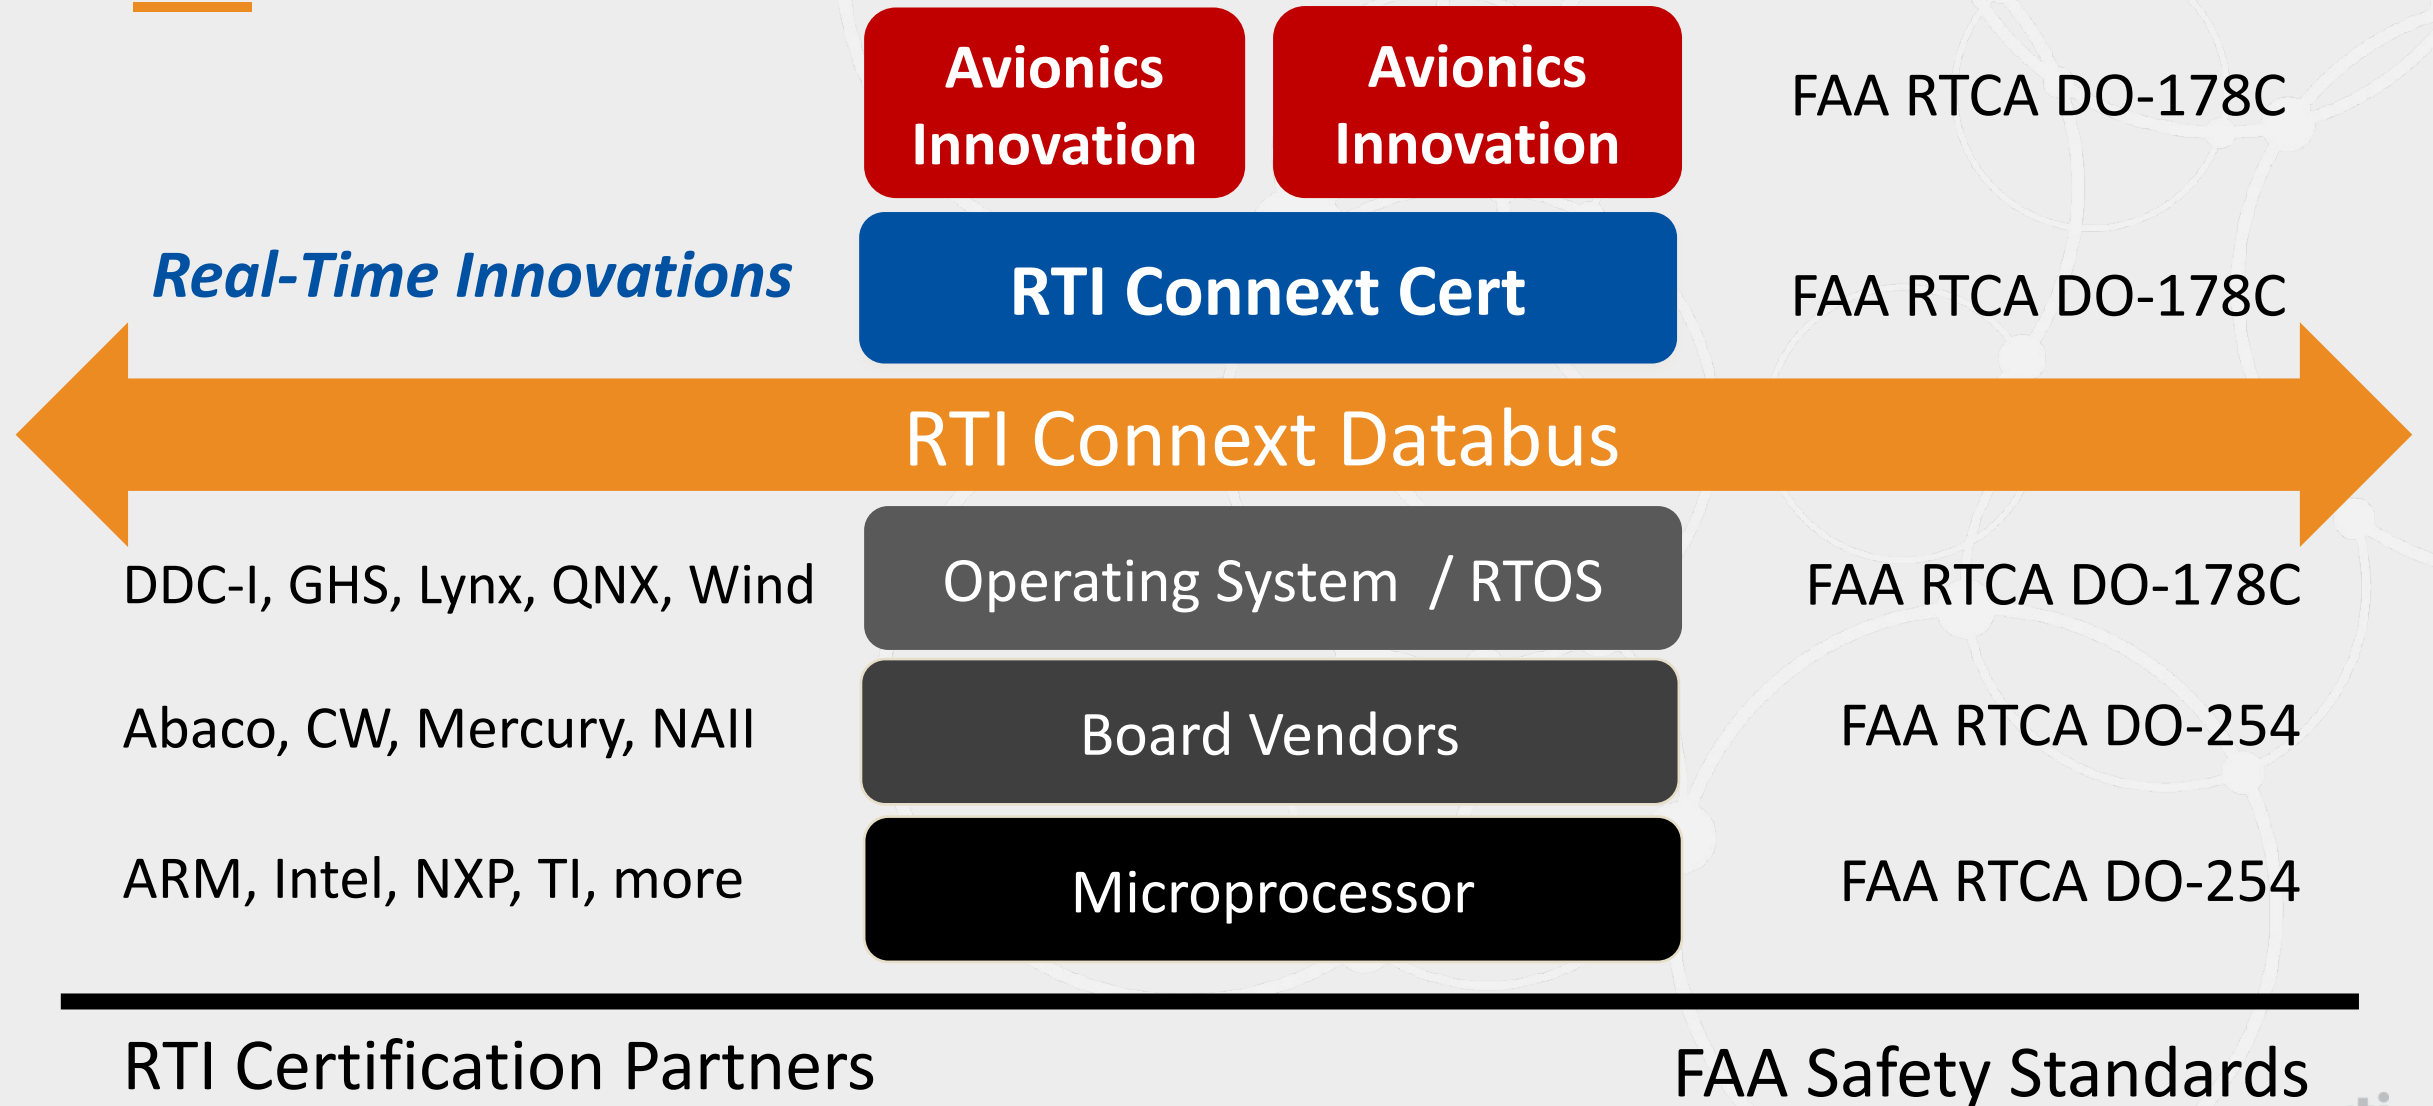 Avionics
Innovation
Avionics
Innovation
FAA RTCA DO-178C
Real-Time Innovations
RTI Connext Cert
FAA RTCA DO-178C
RTI Connext Databus
DDC-I, GHS, Lynx, QNX, Wind
Operating System / RTOS
FAA RTCA DO-178C
Abaco, CW, Mercury, NAII
Board Vendors
FAA RTCA DO-254
ARM, Intel, NXP, TI, more
Microprocessor
FAA RTCA DO-254
RTI Certification Partners
FAA Safety Standards